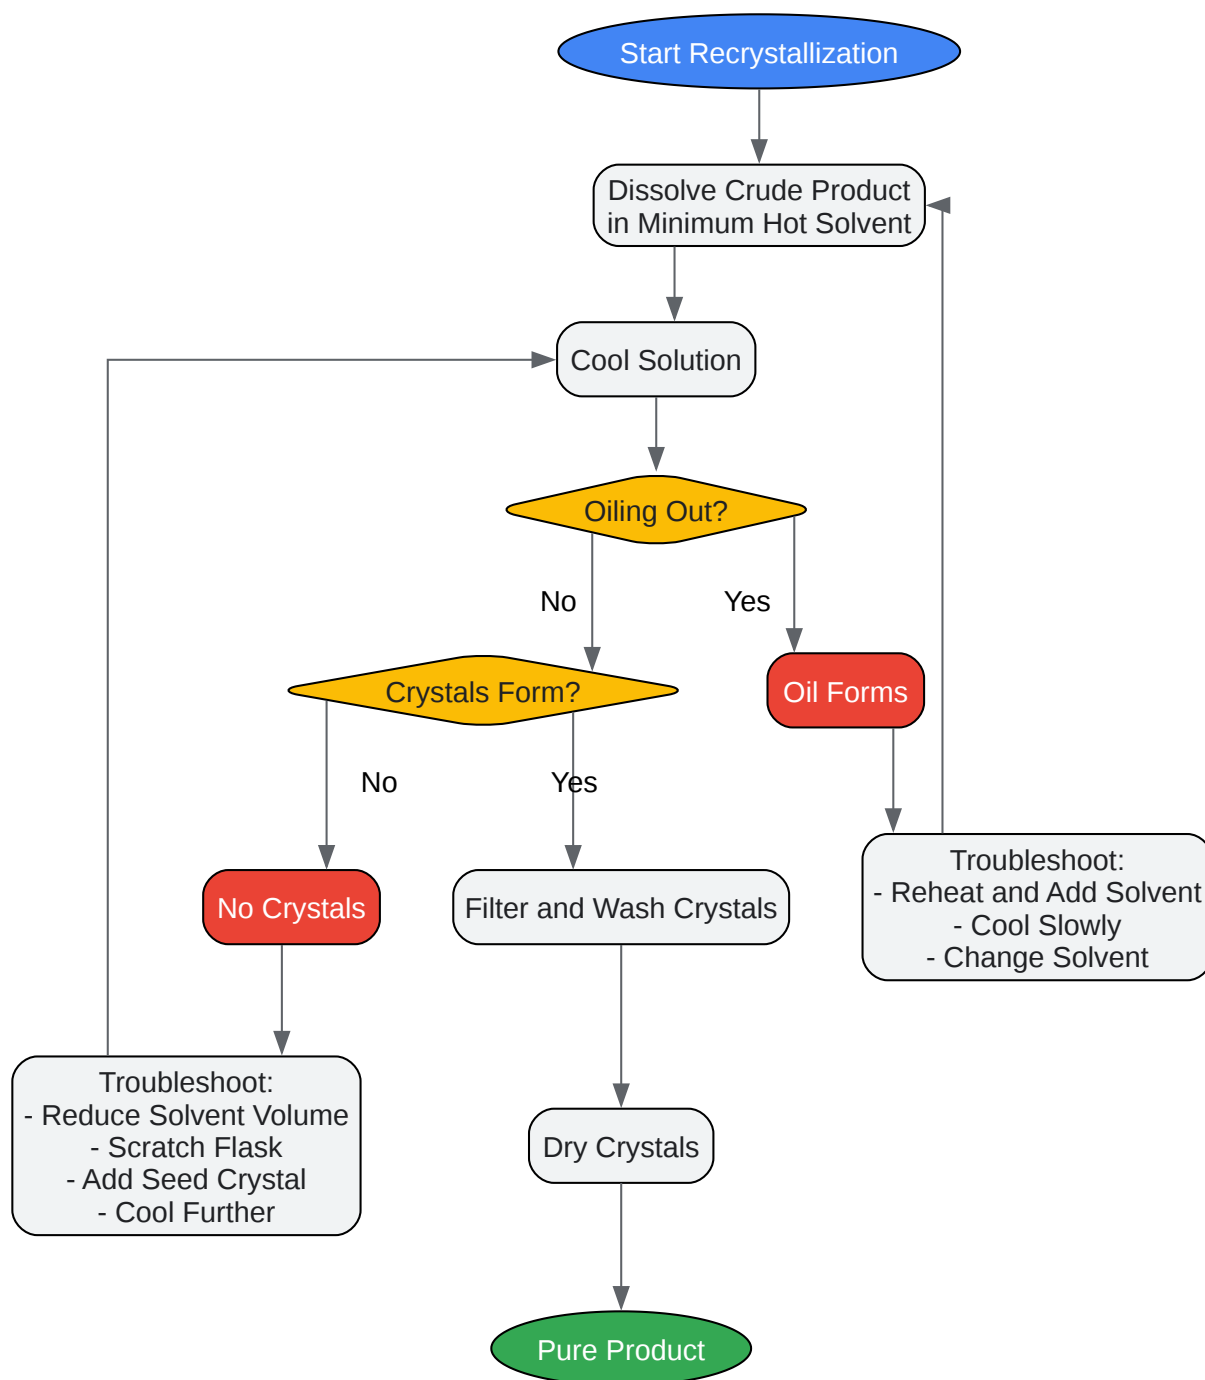 Start Recrystallization
Dissolve Crude Product
in Minimum Hot Solvent
Cool Solution
Oiling Out?
No
Yes
Crystals Form?
Oil Forms
No
Yes
No Crystals
Filter and Wash Crystals
Troubleshoot:
- Reheat and Add Solvent
- Cool Slowly
- Change Solvent
Troubleshoot:
- Reduce Solvent Volume
- Scratch Flask
- Add Seed Crystal
- Cool Further
Dry Crystals
Pure Product